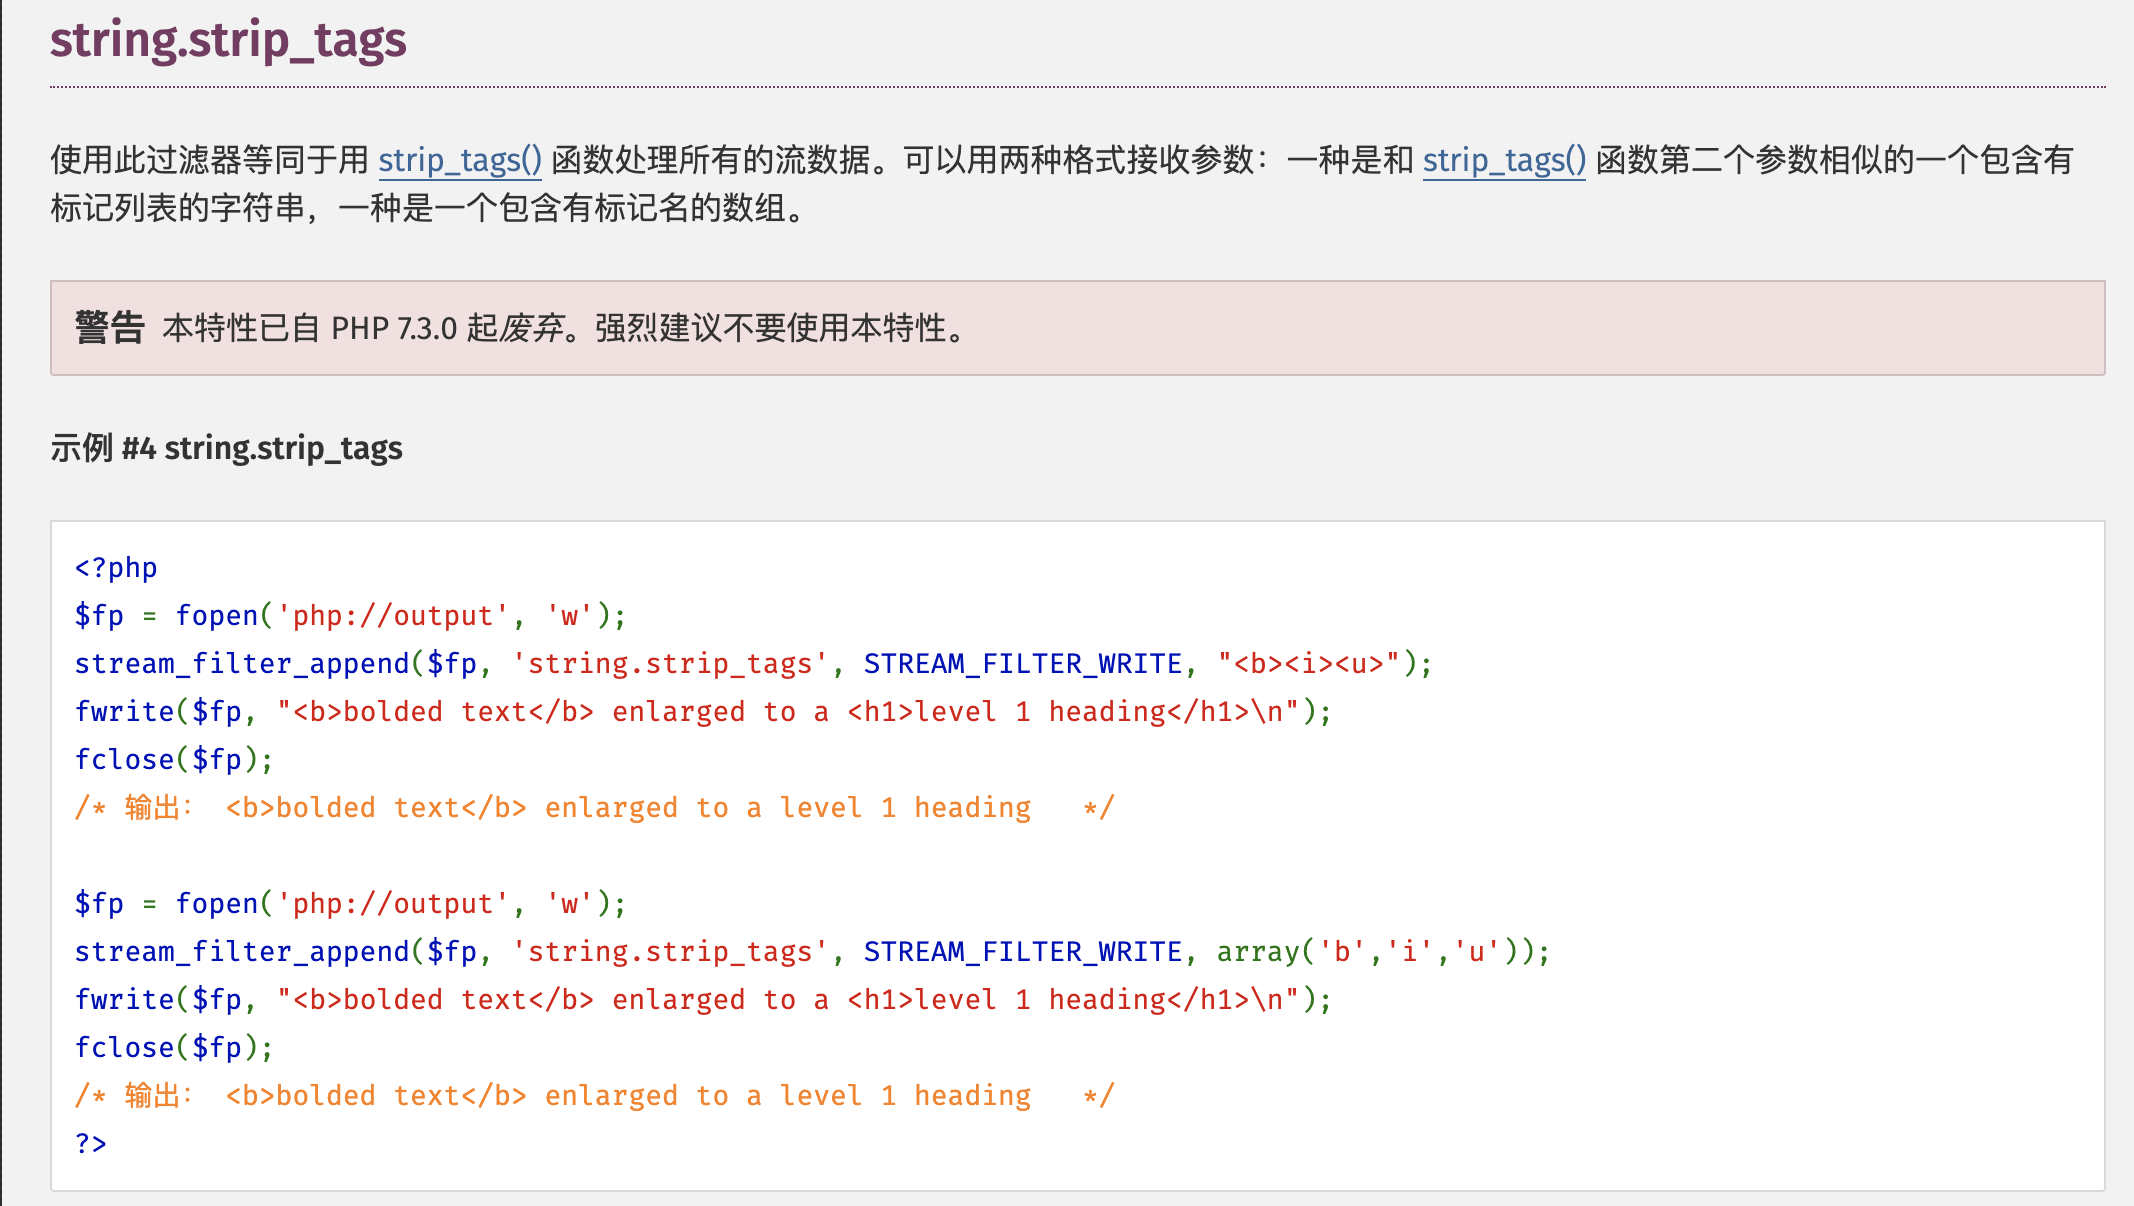 string.strip_tags
使用此过滤器等同于用 strip_tags() 函数处理所有的流数据。可以用两种格式接收参数：一种是和 strip_tags() 函数第二个参数相似的一个包含有
标记列表的字符串，一种是一个包含有标记名的数组。
警告 本特性已自 PHP 7.3.0 起废弃。强烈建议不要使用本特性。
示例 #4 string.strip_tags
<?php
$fp = fopen('php://output', 'w');
stream_filter_append($fp, 'string.strip_tags', STREAM_FILTER_WRITE, "<b><i><u>");
fwrite($fp, "<b>bolded text</b> enlarged to a <h1>level 1 heading</h1>\n");
fclose($fp);
/* 输出： <b>bolded text</b> enlarged to a level 1 heading   */
$fp = fopen('php://output', 'w');
stream_filter_append($fp, 'string.strip_tags', STREAM_FILTER_WRITE, array('b','i','u'));
fwrite($fp, "<b>bolded text</b> enlarged to a <h1>level 1 heading</h1>\n");
fclose($fp);
/* 输出： <b>bolded text</b> enlarged to a level 1 heading   */
?>